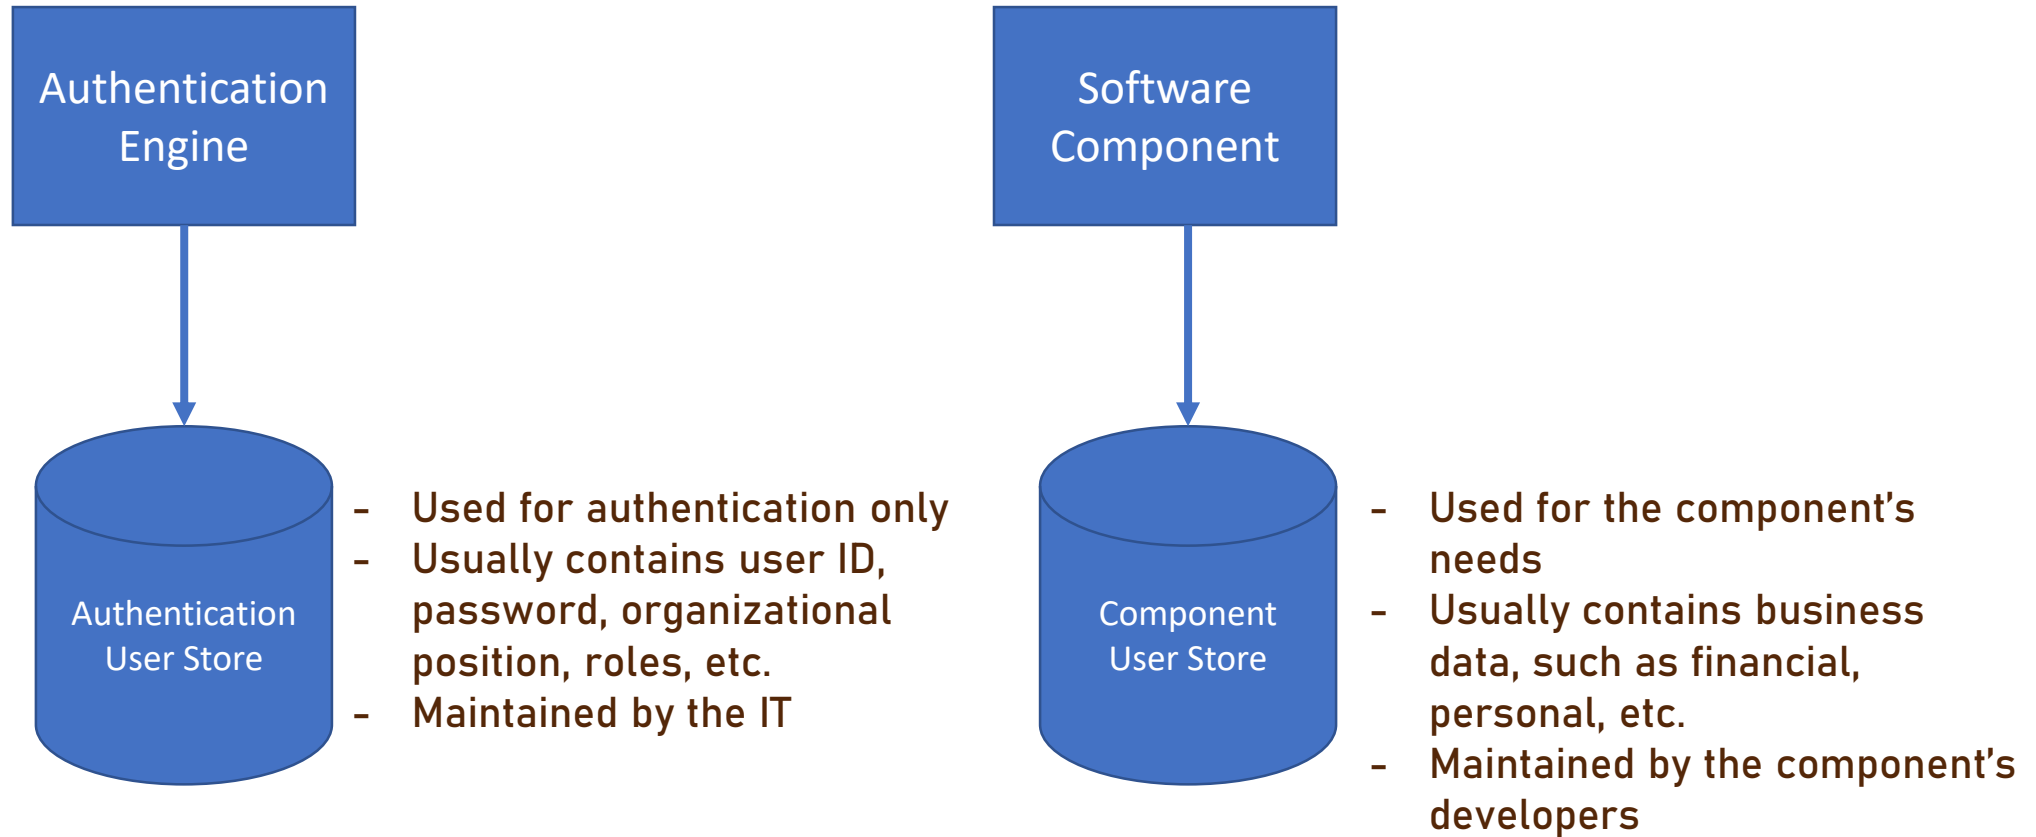 Authentication
Engine
Software
Component
Authentication
User Store
- Used for authentication only
- Usually contains user ID,
password, organizational
position, roles, etc.
- Maintained by the IT
Component
User Store
- Used for the component's
needs
- Usually contains business
data, such as financial,
personal, etc.
- Maintained by the component's
developers